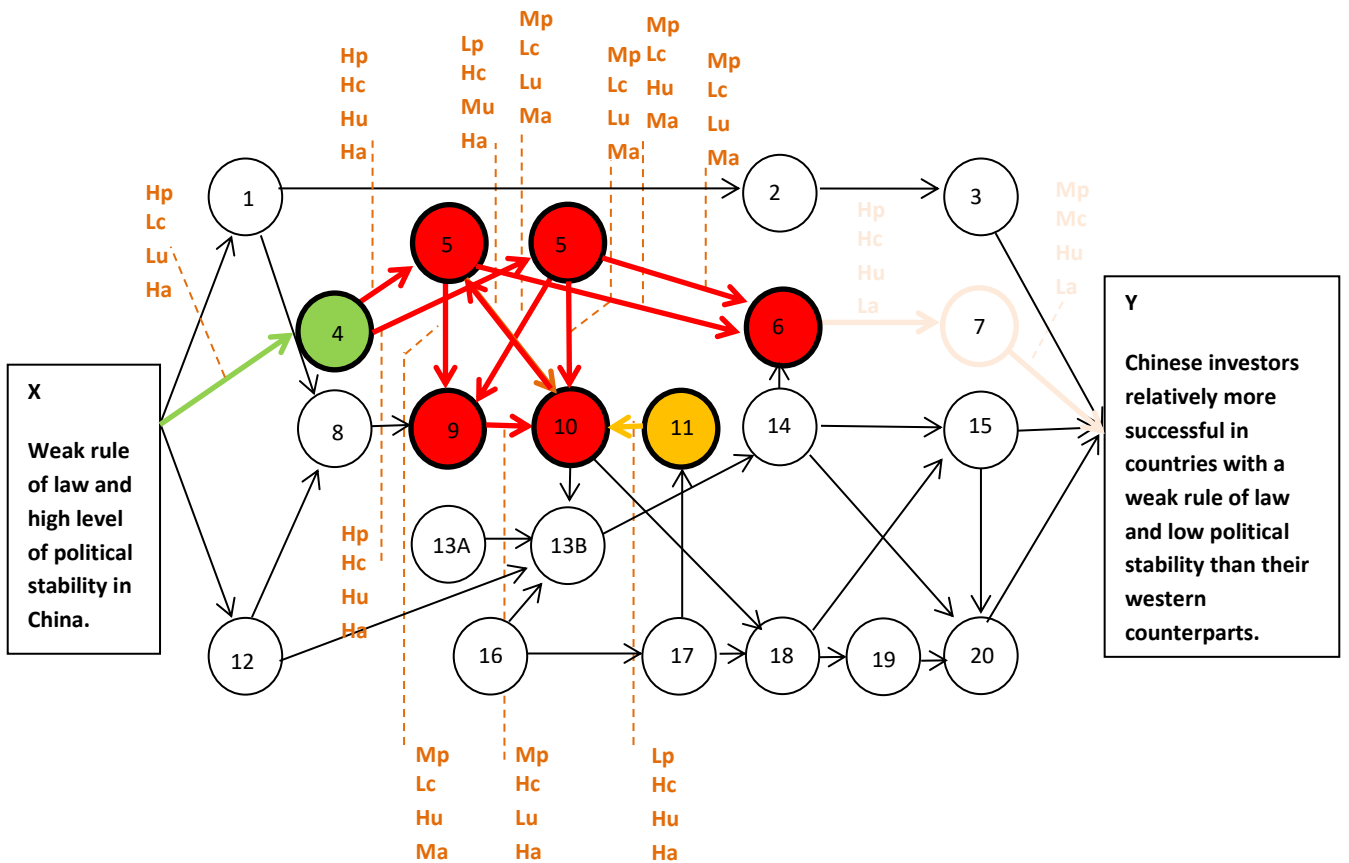 Mp
Lc
Lu
Ma
Mp
Lc
Hu
Ma
Lp
Hc
Mu
Ha
Hp
Hc
Hu
Ha
Mp
Lc
Lu
Ma
Mp
Lc
Lu
Ma
Hp
Lc
Lu
Ha
1
2
3
Hp
Hc
Hu
La
Mp
Mc
Hu
La
5
5
4
6
7
X
Weak rule
of law and
high level
of political
stability in
China.
Y
Chinese investors
relatively more
successful in
countries with a
weak rule of law
and low political
stability than their
western
counterparts.
8
9
10
11
14
15
13A
13B
Hp
Hc
Hu
Ha
12
16
17
18
19
20
Mp
Lc
Hu
Ma
Mp
Hc
Lu
Ha
Lp
Hc
Hu
Ha